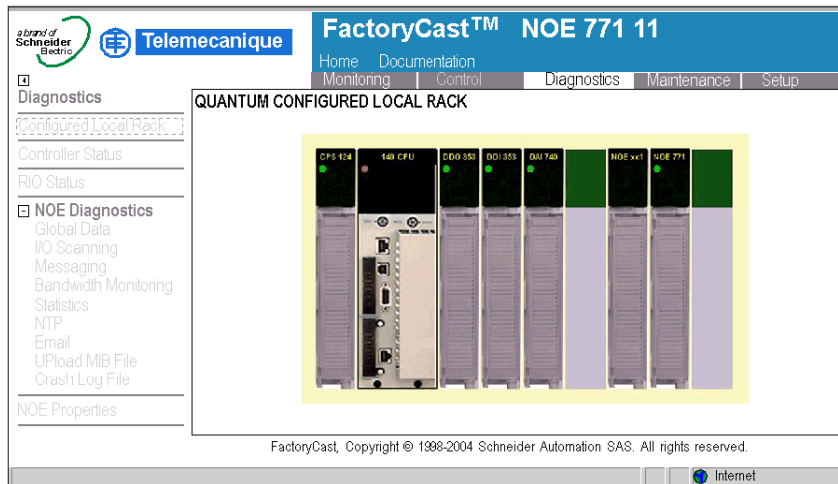 a brand of
Schneider
Electric
Telemecanique
FactoryCast™ NOE 771 11
Home Documentation
Monitoring Control Diagnostics Maintenance Setup
Diagnostics
Configured Local Rack
Controller Status
RIO Status
NOE Diagnostics
Global Data
I/O Scanning
Messaging
Bandwidth Monitoring
Statistics
NTP
Email
UPload MIB File
Crash Log File
NOE Properties
QUANTUM CONFIGURED LOCAL RACK
CPS 124 140 CPU DDO 353 DDI 353 DAI 740 NOE xx1 NOE 771
FactoryCast, Copyright © 1998-2004 Schneider Automation SAS. All rights reserved.
Internet